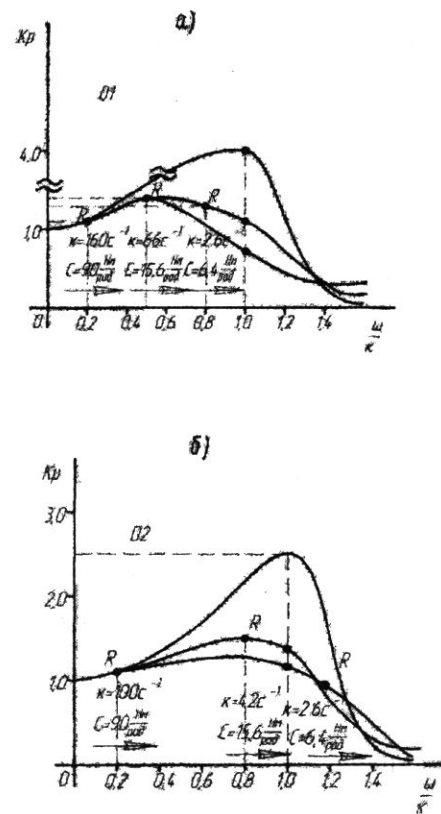 а)
Kp
D1
4,0
1,0
R R R
κ=160c⁻¹ κ=66c⁻¹ κ=2,6c⁻¹
C=90 Нм/рад C=15,6 Нм/рад C=6,4 Нм/рад
0 0,2 0,4 0,6 0,8 1,0 1,2 1,4 ω/κ
б)
Kp
3,0
D2
2,0
R R R
1,0
κ=100c⁻¹ κ=4,2c⁻¹ κ=2,6c⁻¹
C=90 Нм/рад C=15,6 Нм/рад C=6,4 Нм/рад
0 0,2 0,4 0,6 0,8 1,0 1,2 1,4 ω/κ